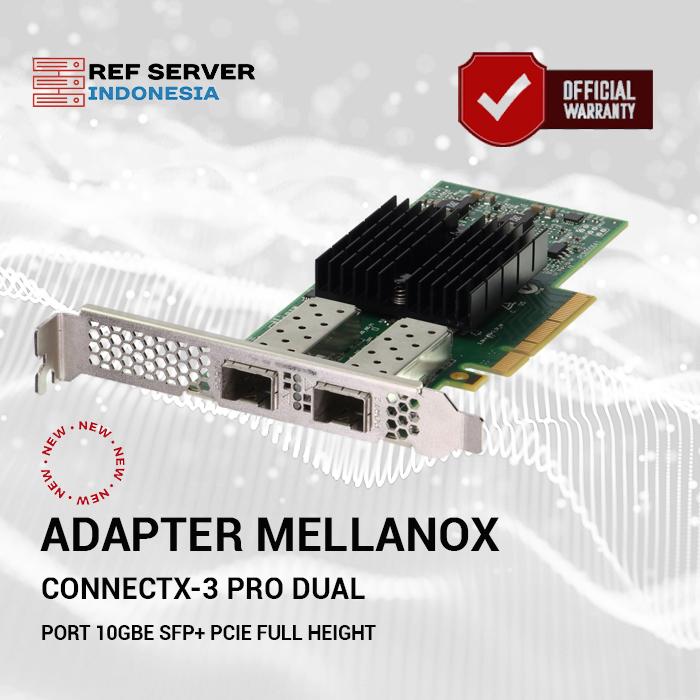 REF SERVER
INDONESIA
OFFICIAL
WARRANTY
NEW • NEW • NEW • NEW • NEW •
ADAPTER MELLANOX
CONNECTX-3 PRO DUAL
PORT 10GBE SFP+ PCIE FULL HEIGHT